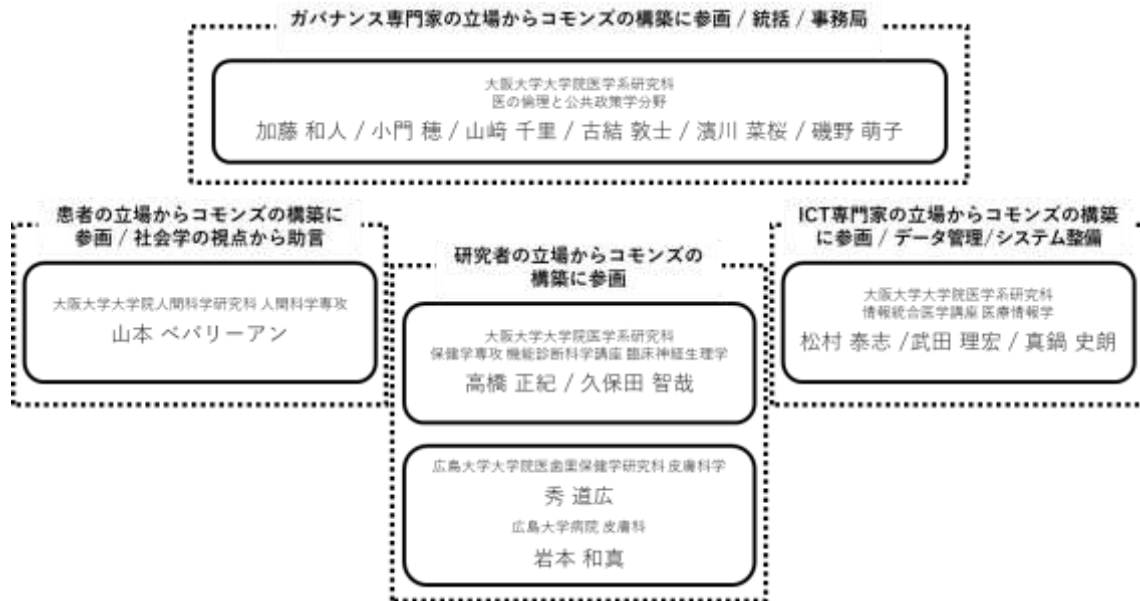 ガバナンス専門家の立場からコモンズの構築に参画 / 統括 / 事務局
大阪大学大学院医学系研究科
医の倫理と公共政策学分野
加藤 和人 / 小門 穂 / 山﨑 千里 / 古結 敦士 / 濱川 菜桜 / 磯野 萌子
患者の立場からコモンズの構築に
参画 / 社会学の視点から助言
大阪大学大学院人間科学研究科 人間科学専攻
山本 ベバリーアン
研究者の立場からコモンズの
構築に参画
大阪大学大学院医学系研究科
保健学専攻 機能診断科学講座 臨床神経生理学
高橋 正紀 / 久保田 智哉
広島大学大学院医歯薬保健学研究科 皮膚科学
秀 道広
広島大学病院 皮膚科
岩本 和真
ICT専門家の立場からコモンズの構築
に参画 / データ管理/システム整備
大阪大学大学院医学系研究科
情報統合医学講座 医療情報学
松村 泰志 /武田 理宏 / 真鍋 史朗